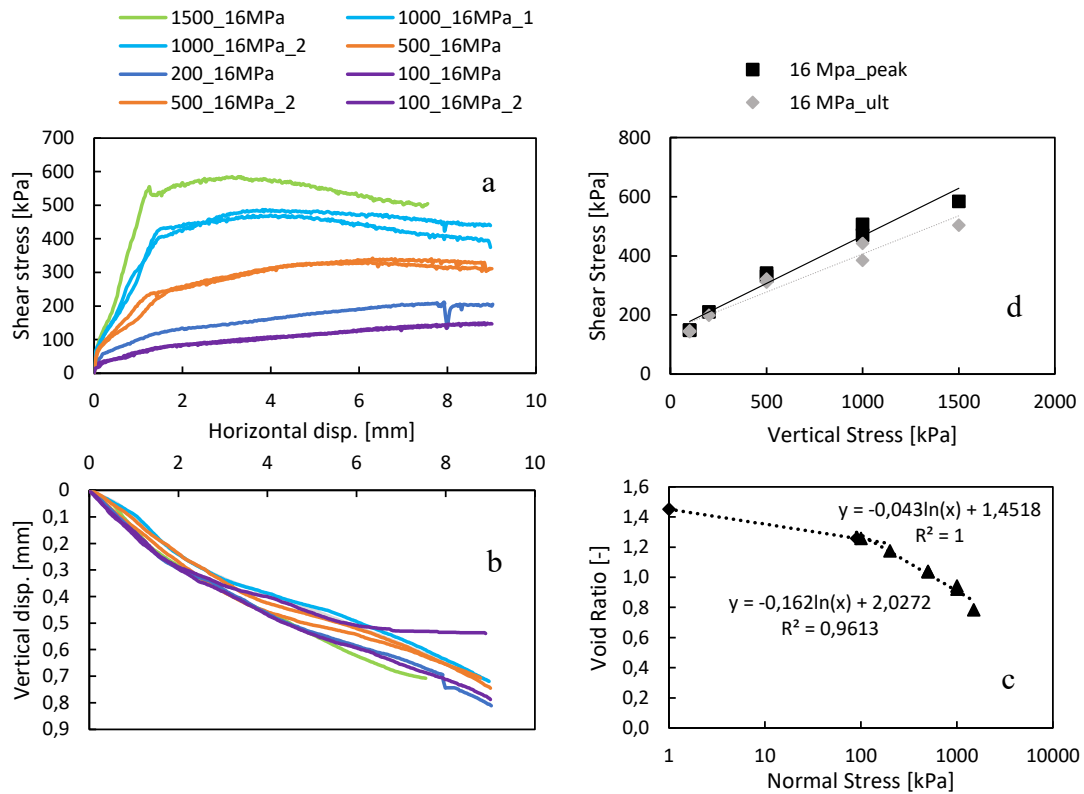 1500_16MPa
1000_16MPa_1
1000_16MPa_2
500_16MPa
200_16MPa
100_16MPa
500_16MPa_2
100_16MPa_2
700
600
500
400
300
200
100
0
Shear stress [kPa]
a
0 2 4 6 8 10
Horizontal disp. [mm]
16 Mpa_peak
16 MPa_ult
800
600
400
200
0
Shear Stress [kPa]
d
0 500 1000 1500 2000
Vertical Stress [kPa]
0 2 4 6 8 10
0
0,1
0,2
0,3
0,4
0,5
0,6
0,7
0,8
0,9
Vertical disp. [mm]
b
1,6
1,4
1,2
1,0
0,8
0,6
0,4
0,2
0,0
Void Ratio [-]
y = -0,043ln(x) + 1,4518
R² = 1
y = -0,162ln(x) + 2,0272
R² = 0,9613
c
1 10 100 1000 10000
Normal Stress [kPa]